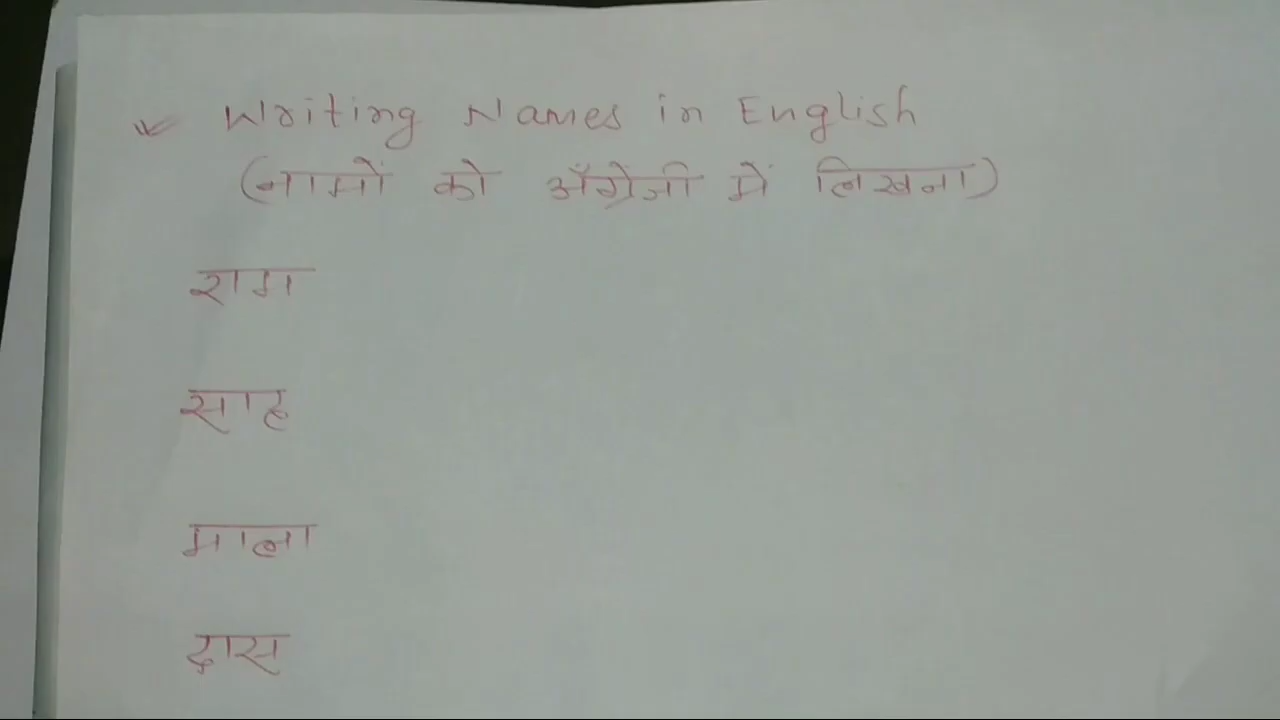 Writing Names in English
(नामों को अँग्रेजी में लिखना)
राम
साह
माला
दास